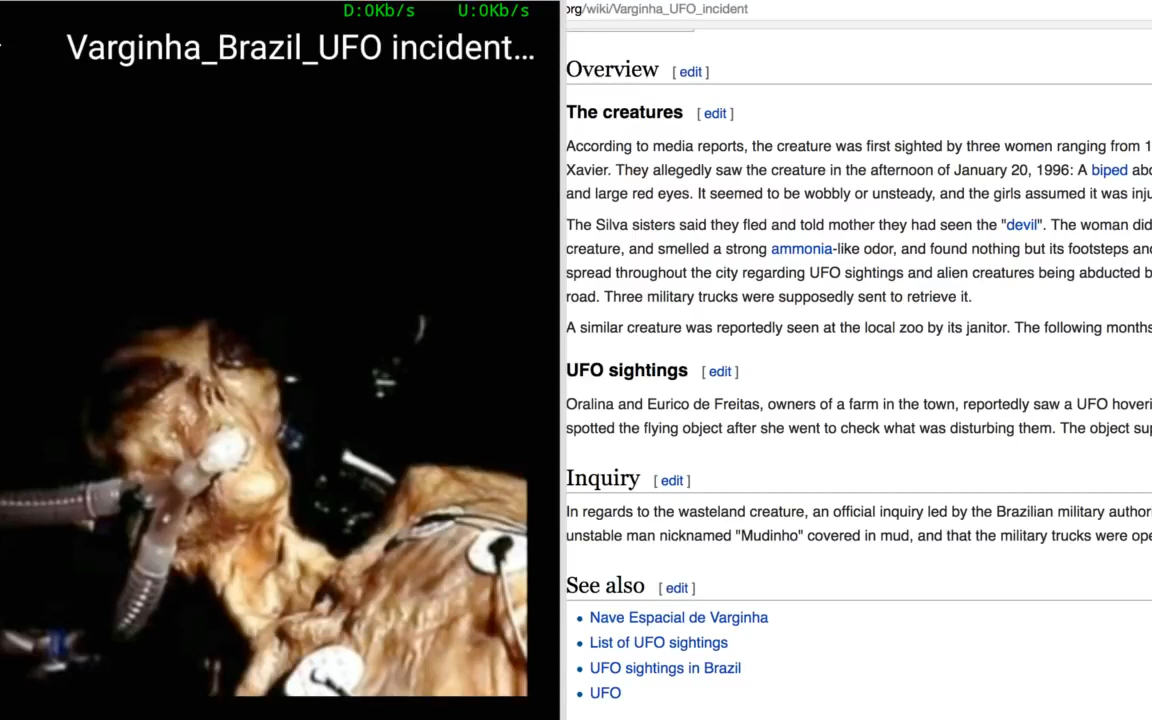 D:0Kb/s U:0Kb/s
Varginha_Brazil_UFO incident...
org/wiki/Varginha_UFO_incident
Overview [ edit ]
The creatures [ edit ]
According to media reports, the creature was first sighted by three women ranging from 1
Xavier. They allegedly saw the creature in the afternoon of January 20, 1996: A biped abo
and large red eyes. It seemed to be wobbly or unsteady, and the girls assumed it was inju
The Silva sisters said they fled and told mother they had seen the "devil". The woman did
creature, and smelled a strong ammonia-like odor, and found nothing but its footsteps and
spread throughout the city regarding UFO sightings and alien creatures being abducted b
road. Three military trucks were supposedly sent to retrieve it.
A similar creature was reportedly seen at the local zoo by its janitor. The following months
UFO sightings [ edit ]
Oralina and Eurico de Freitas, owners of a farm in the town, reportedly saw a UFO hoveri
spotted the flying object after she went to check what was disturbing them. The object sup
Inquiry [ edit ]
In regards to the wasteland creature, an official inquiry led by the Brazilian military author
unstable man nicknamed "Mudinho" covered in mud, and that the military trucks were ope
See also [ edit ]
• Nave Espacial de Varginha
• List of UFO sightings
• UFO sightings in Brazil
• UFO